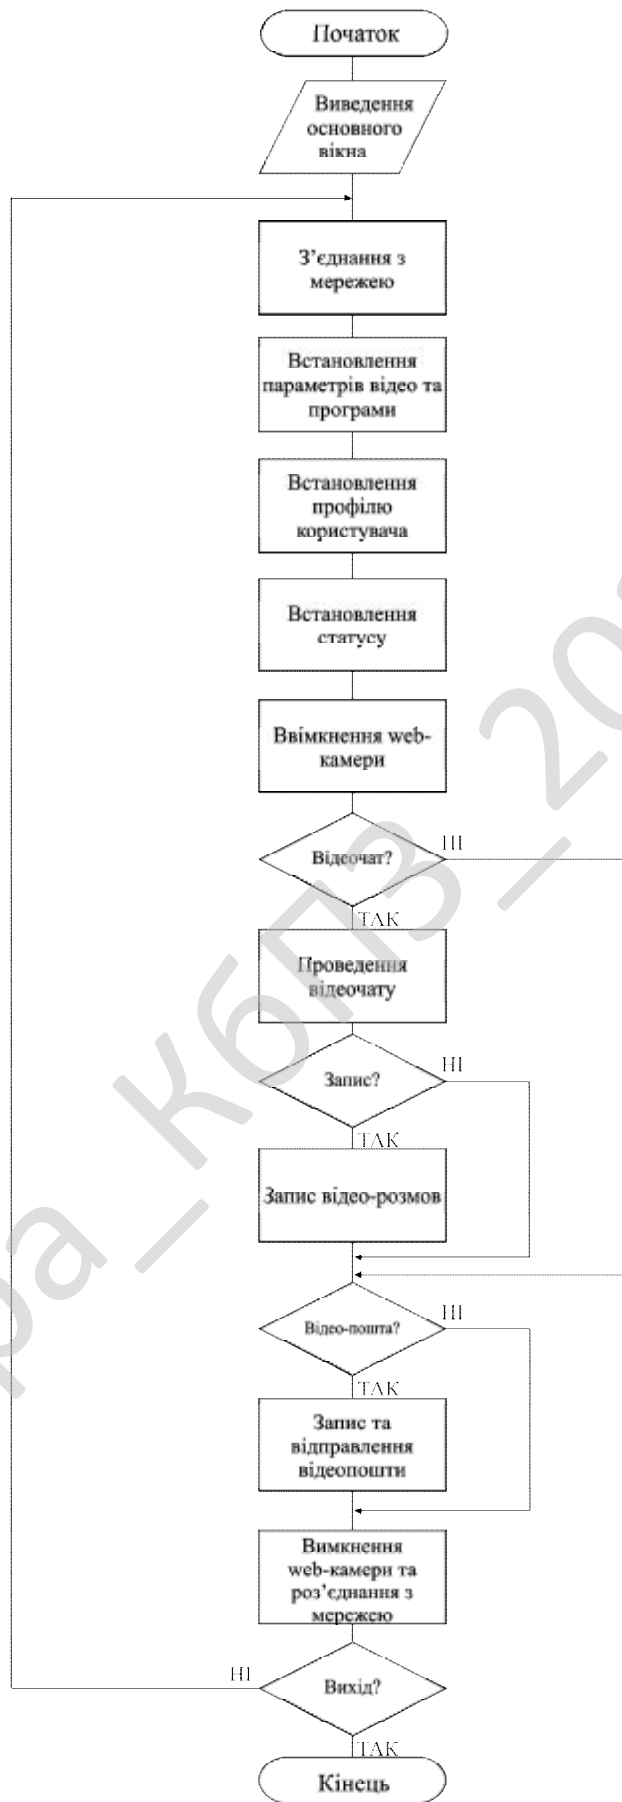 Початок
Виведення
основного
вікна
З’єднання з
мережею
Встановлення
параметрів відео та
програми
Встановлення
профілю
користувача
Встановлення
статусу
Ввімкнення web-
камери
Відеочат?
НІ
ТАК
Проведення
відеочату
Запис?
НІ
ТАК
Запис відео-розмов
Відео-пошта?
НІ
ТАК
Запис та
відправлення
відеопошти
Вимкнення
web-камери та
роз’єднання з
мережею
Вихід?
НІ
ТАК
Кінець
ра_КбПЗ_20